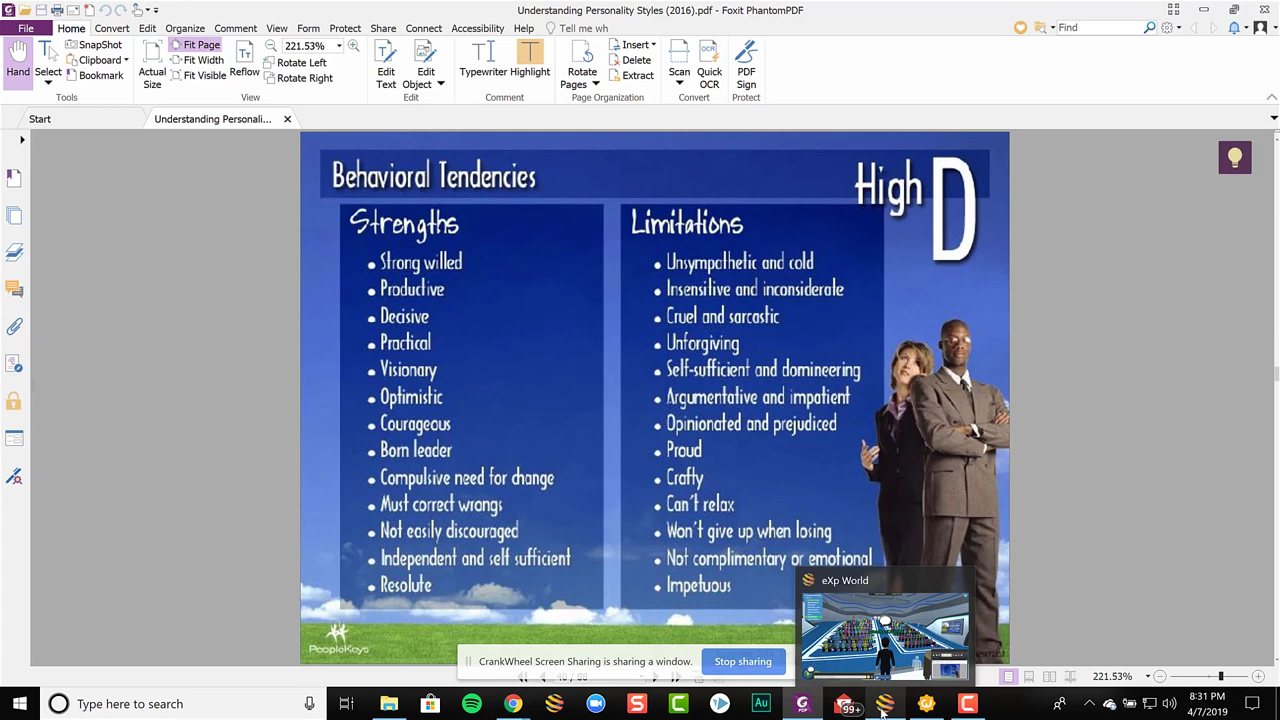 Understanding Personality Styles (2016).pdf - Foxit PhantomPDF
File Home Convert Edit Organize Comment View Form Protect Share Connect Accessibility Help Tell me wh Find
Hand
Select
SnapShot
Clipboard
Bookmark
Tools
Actual Size
Fit Page
Fit Width
Fit Visible
Reflow
221.53%
Rotate Left
Rotate Right
View
Edit Text
Edit Object
Edit
Typewriter
Highlight
Comment
Rotate Pages
Insert
Delete
Extract
Page Organization
Scan
Quick OCR
Convert
PDF Sign
Protect
Start
Understanding Personali...
Behavioral Tendencies
High D
Strengths
Strong willed
Productive
Decisive
Practical
Visionary
Optimistic
Courageous
Born leader
Compulsive need for change
Must correct wrongs
Not easily discouraged
Independent and self sufficient
Resolute
Limitations
Unsympathetic and cold
Insensitive and inconsiderate
Cruel and sarcastic
Unforgiving
Self-sufficient and domineering
Argumentative and impatient
Opinionated and prejudiced
Proud
Crafty
Can't relax
Won't give up when losing
Not complimentary or emotional
Impetuous
eXp World
PeopleKeys
CrankWheel Screen Sharing is sharing a window.
Stop sharing
221.53%
Type here to search
Au
99+
8:31 PM
4/7/2019